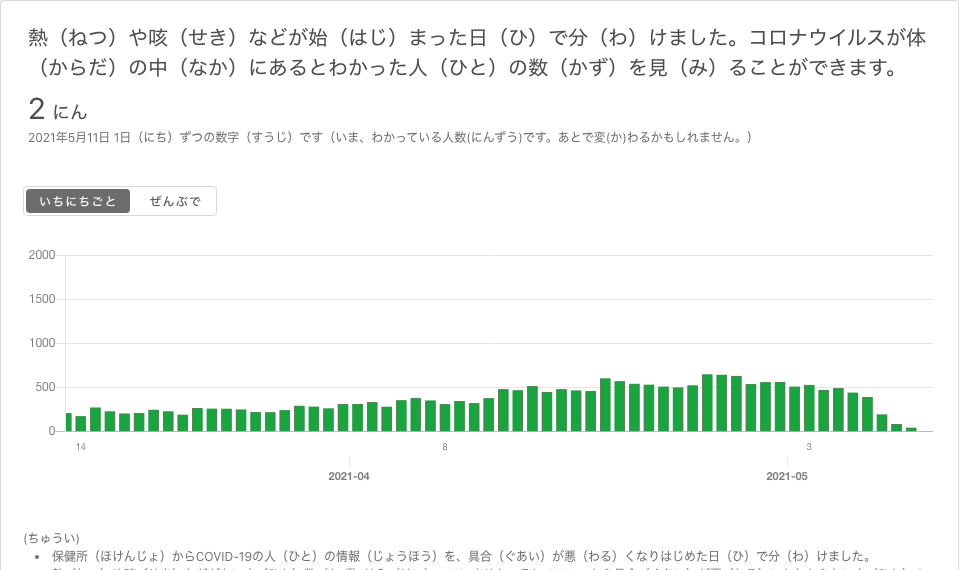 熱（ねつ）や咳（せき）などが始（はじ）まった日（ひ）で分（わ）けました。コロナウイルスが体
（からだ）の中（なか）にあるとわかった人（ひと）の数（かず）を見（み）ることができます。
2 にん
2021年5月11日 1日（にち）ずつの数字（すうじ）です（いま、わかっている人数(にんずう)です。あとで変(か)わるかもしれません。）
いちにちごと ぜんぶで
2000
1500
1000
500
0
14 8 3
2021-04 2021-05
(ちゅうい)
• 保健所（ほけんじょ）からCOVID-19の人（ひと）の情報（じょうほう）を、具合（ぐあい）が悪（わる）くなりはじめた日（ひ）で分（わ）けました。